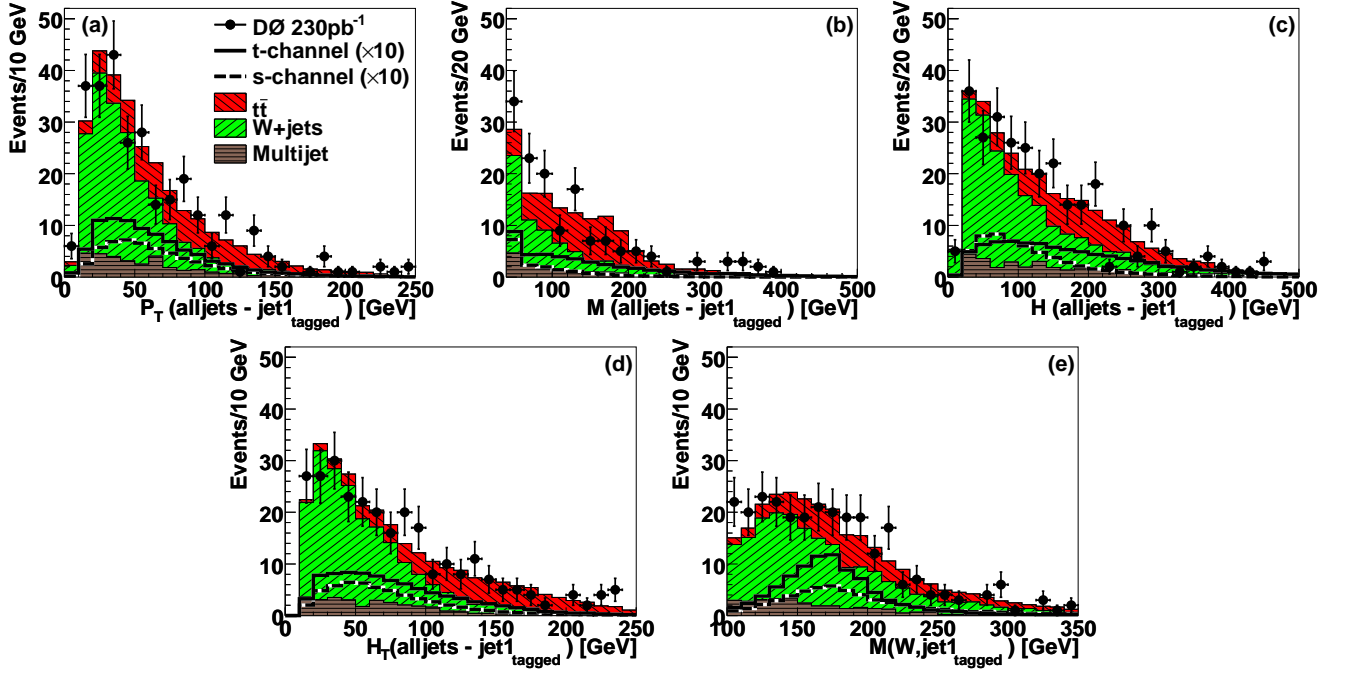 (a)
DØ 230pb-1
t-channel (×10)
s-channel (×10)
tt̄
W+jets
Multijet
Events/10 GeV
50
40
30
20
10
0
0 50 100 150 200 250
PT (alljets - jet1tagged) [GeV]
(b)
Events/20 GeV
50
40
30
20
10
0
100 200 300 400 500
M (alljets - jet1tagged) [GeV]
(c)
Events/20 GeV
50
40
30
20
10
0
0 100 200 300 400 500
H (alljets - jet1tagged) [GeV]
(d)
Events/10 GeV
50
40
30
20
10
0
0 50 100 150 200 250
HT(alljets - jet1tagged) [GeV]
(e)
Events/10 GeV
50
40
30
20
10
0
100 150 200 250 300 350
M(W,jet1tagged) [GeV]